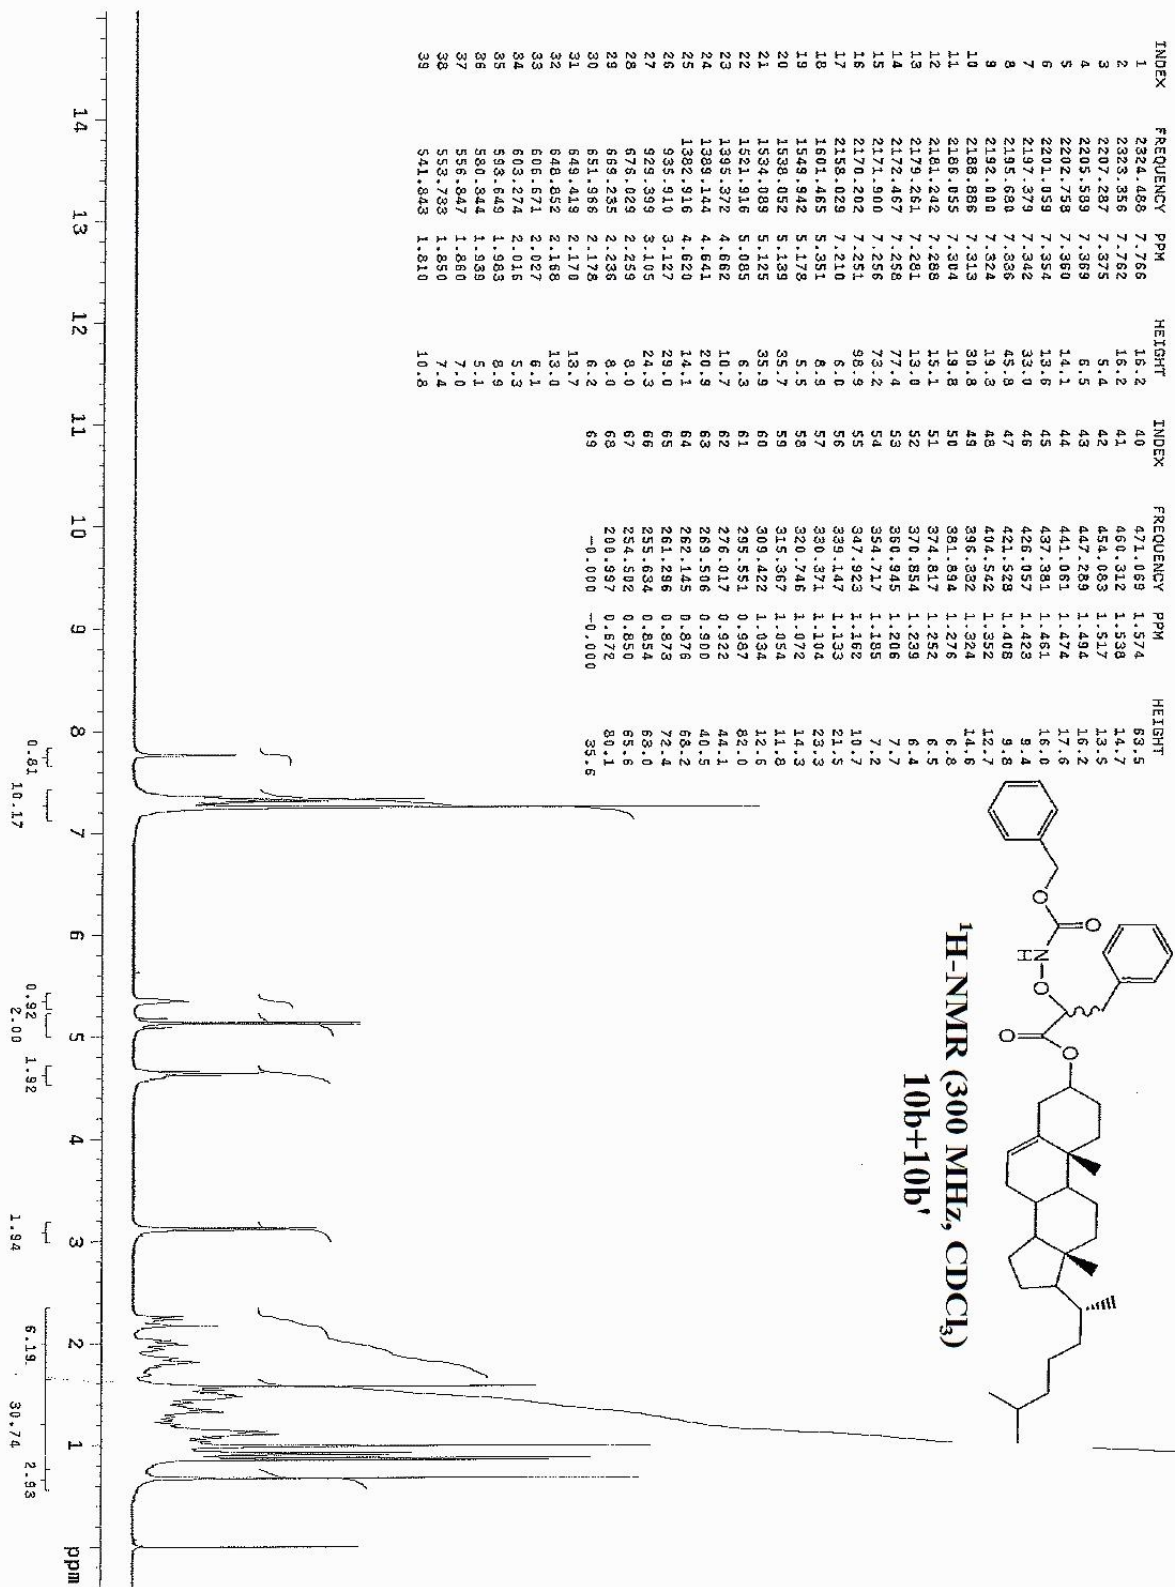 INDEX FREQUENCY PPM HEIGHT
1 2324.488 7.766 16.2
2 2323.356 7.762 16.2
3 2207.287 7.375 5.4
4 2205.589 7.369 6.5
5 2202.758 7.360 14.1
6 2201.059 7.354 13.6
7 2197.379 7.342 33.0
8 2195.680 7.336 45.8
9 2192.000 7.324 19.3
10 2188.886 7.313 30.8
11 2186.055 7.304 19.8
12 2181.242 7.288 15.1
13 2179.261 7.281 13.0
14 2172.467 7.258 77.4
15 2171.900 7.256 73.2
16 2170.202 7.251 98.9
17 2158.029 7.210 6.0
18 1601.465 5.351 8.9
19 1549.942 5.178 5.5
20 1538.052 5.139 35.7
21 1534.089 5.125 35.9
22 1521.916 5.085 6.3
23 1395.372 4.662 10.7
24 1389.144 4.641 20.9
25 1382.916 4.620 14.1
26 935.910 3.127 29.0
27 929.399 3.105 24.3
28 676.029 2.259 8.0
29 669.235 2.236 8.0
30 651.966 2.178 6.2
31 649.419 2.170 13.7
32 648.852 2.168 13.0
33 606.671 2.027 6.1
34 603.274 2.016 5.3
35 593.649 1.983 8.9
36 580.344 1.939 5.1
37 556.847 1.860 7.0
38 553.733 1.850 7.4
39 541.843 1.810 10.8
INDEX FREQUENCY PPM HEIGHT
40 471.069 1.574 63.5
41 460.312 1.538 14.7
42 454.083 1.517 13.5
43 447.289 1.494 16.2
44 441.061 1.474 17.6
45 437.381 1.461 16.0
46 426.057 1.423 9.4
47 421.528 1.408 9.8
48 404.542 1.352 12.7
49 396.332 1.324 14.6
50 381.894 1.276 6.8
51 374.817 1.252 6.5
52 370.854 1.239 6.4
53 360.945 1.206 7.7
54 354.717 1.185 7.2
55 347.923 1.162 10.7
56 339.147 1.133 21.5
57 330.371 1.104 23.3
58 320.746 1.072 14.3
59 315.367 1.054 11.8
60 309.422 1.034 12.6
61 295.551 0.987 82.0
62 276.017 0.922 44.1
63 269.506 0.900 40.5
64 262.145 0.876 68.2
65 261.296 0.873 72.4
66 255.634 0.854 63.0
67 254.502 0.850 65.6
68 200.997 0.672 80.1
69 -0.000 -0.000 35.6
O O N H O O O
¹H-NMR (300 MHz, CDCl₃)
10b+10b'
14 13 12 11 10 9 8 7 6 5 4 3 2 1 ppm
0.81 10.17 0.92 2.00 1.92 1.94 6.19 30.74 2.93